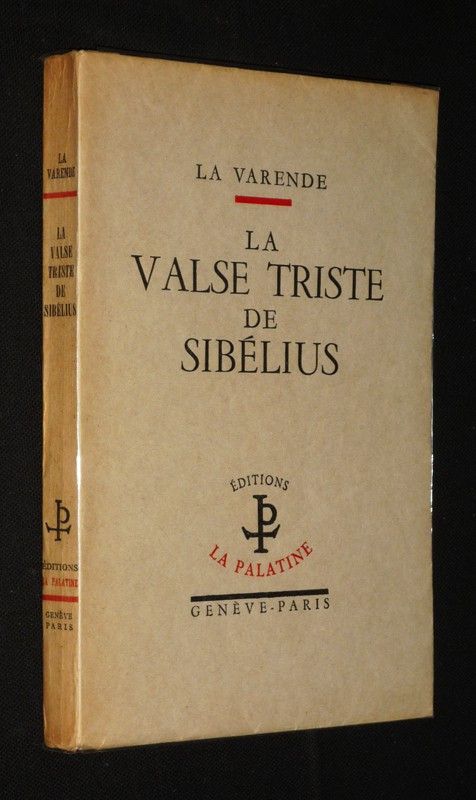 LA
VARENDE
LA
VALSE
TRISTE
DE
SIBÉLIUS
ÉDITIONS
LA PALATINE
GENÈVE
PARIS
LA VARENDE
LA
VALSE TRISTE
DE
SIBÉLIUS
ÉDITIONS
LA PALATINE
GENÈVE-PARIS